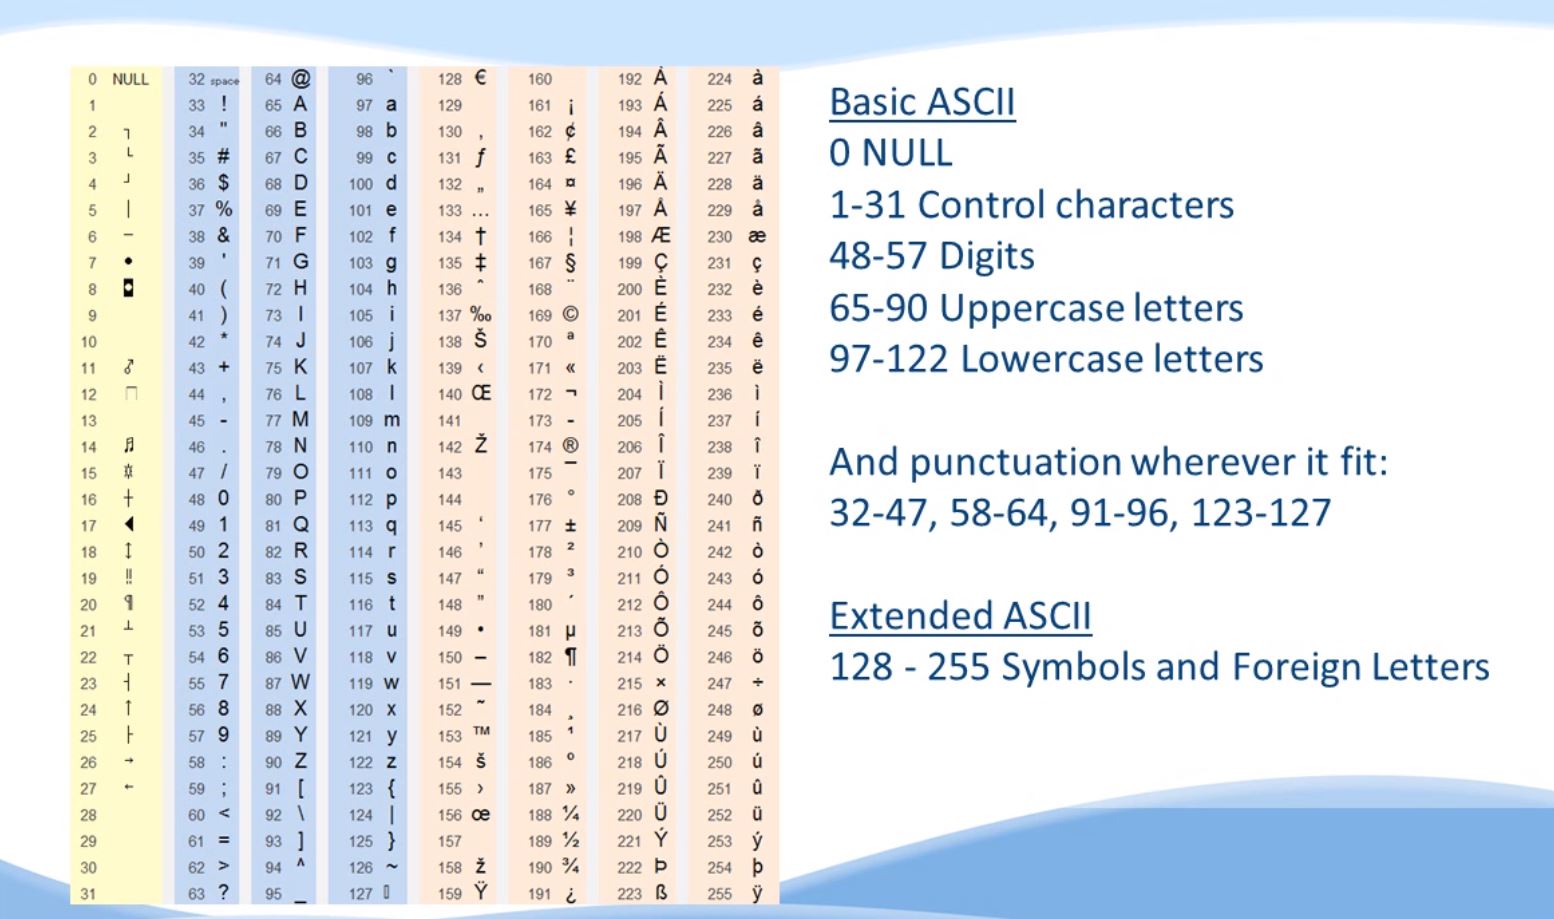 0 NULL 32 space 64 @ 96 ` 128 € 160 192 À 224 à
1 33 ! 65 A 97 a 129 161 ¡ 193 Á 225 á
2 ┐ 34 " 66 B 98 b 130 ‚ 162 ¢ 194 Â 226 â
3 └ 35 # 67 C 99 c 131 ƒ 163 £ 195 Ã 227 ã
4 ┘ 36 $ 68 D 100 d 132 „ 164 ¤ 196 Ä 228 ä
5 │ 37 % 69 E 101 e 133 … 165 ¥ 197 Å 229 å
6 ─ 38 & 70 F 102 f 134 † 166 ¦ 198 Æ 230 æ
7 • 39 ' 71 G 103 g 135 ‡ 167 § 199 Ç 231 ç
8 ◘ 40 ( 72 H 104 h 136 ˆ 168 ¨ 200 È 232 è
9 41 ) 73 I 105 i 137 ‰ 169 © 201 É 233 é
10 42 * 74 J 106 j 138 Š 170 ª 202 Ê 234 ê
11 ♂ 43 + 75 K 107 k 139 ‹ 171 « 203 Ë 235 ë
12 44 , 76 L 108 l 140 Œ 172 ¬ 204 Ì 236 ì
13 45 - 77 M 109 m 141 173 - 205 Í 237 í
14 ♫ 46 . 78 N 110 n 142 Ž 174 ® 206 Î 238 î
15 ☼ 47 / 79 O 111 o 143 175 ¯ 207 Ï 239 ï
16 ┼ 48 0 80 P 112 p 144 176 ° 208 Ð 240 ð
17 ◄ 49 1 81 Q 113 q 145 ‘ 177 ± 209 Ñ 241 ñ
18 ↕ 50 2 82 R 114 r 146 ’ 178 ² 210 Ò 242 ò
19 ‼ 51 3 83 S 115 s 147 “ 179 ³ 211 Ó 243 ó
20 ¶ 52 4 84 T 116 t 148 ” 180 ´ 212 Ô 244 ô
21 ┴ 53 5 85 U 117 u 149 • 181 µ 213 Õ 245 õ
22 ┬ 54 6 86 V 118 v 150 – 182 ¶ 214 Ö 246 ö
23 ┤ 55 7 87 W 119 w 151 — 183 · 215 × 247 ÷
24 ↑ 56 8 88 X 120 x 152 ˜ 184 ¸ 216 Ø 248 ø
25 ├ 57 9 89 Y 121 y 153 ™ 185 ¹ 217 Ù 249 ù
26 → 58 : 90 Z 122 z 154 š 186 º 218 Ú 250 ú
27 ← 59 ; 91 [ 123 { 155 › 187 » 219 Û 251 û
28 60 < 92 \ 124 | 156 œ 188 ¼ 220 Ü 252 ü
29 61 = 93 ] 125 } 157 189 ½ 221 Ý 253 ý
30 62 > 94 ^ 126 ~ 158 ž 190 ¾ 222 Þ 254 þ
31 63 ? 95 _ 127 ▯ 159 Ÿ 191 ¿ 223 ß 255 ÿ
Basic ASCII
0 NULL
1-31 Control characters
48-57 Digits
65-90 Uppercase letters
97-122 Lowercase letters
And punctuation wherever it fit:
32-47, 58-64, 91-96, 123-127
Extended ASCII
128 - 255 Symbols and Foreign Letters